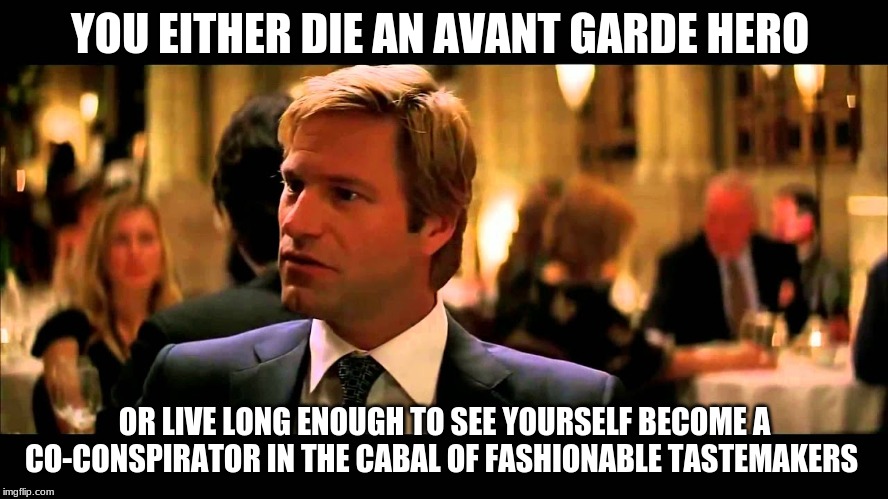 YOU EITHER DIE AN AVANT GARDE HERO
OR LIVE LONG ENOUGH TO SEE YOURSELF BECOME A
CO-CONSPIRATOR IN THE CABAL OF FASHIONABLE TASTEMAKERS
imgflip.com